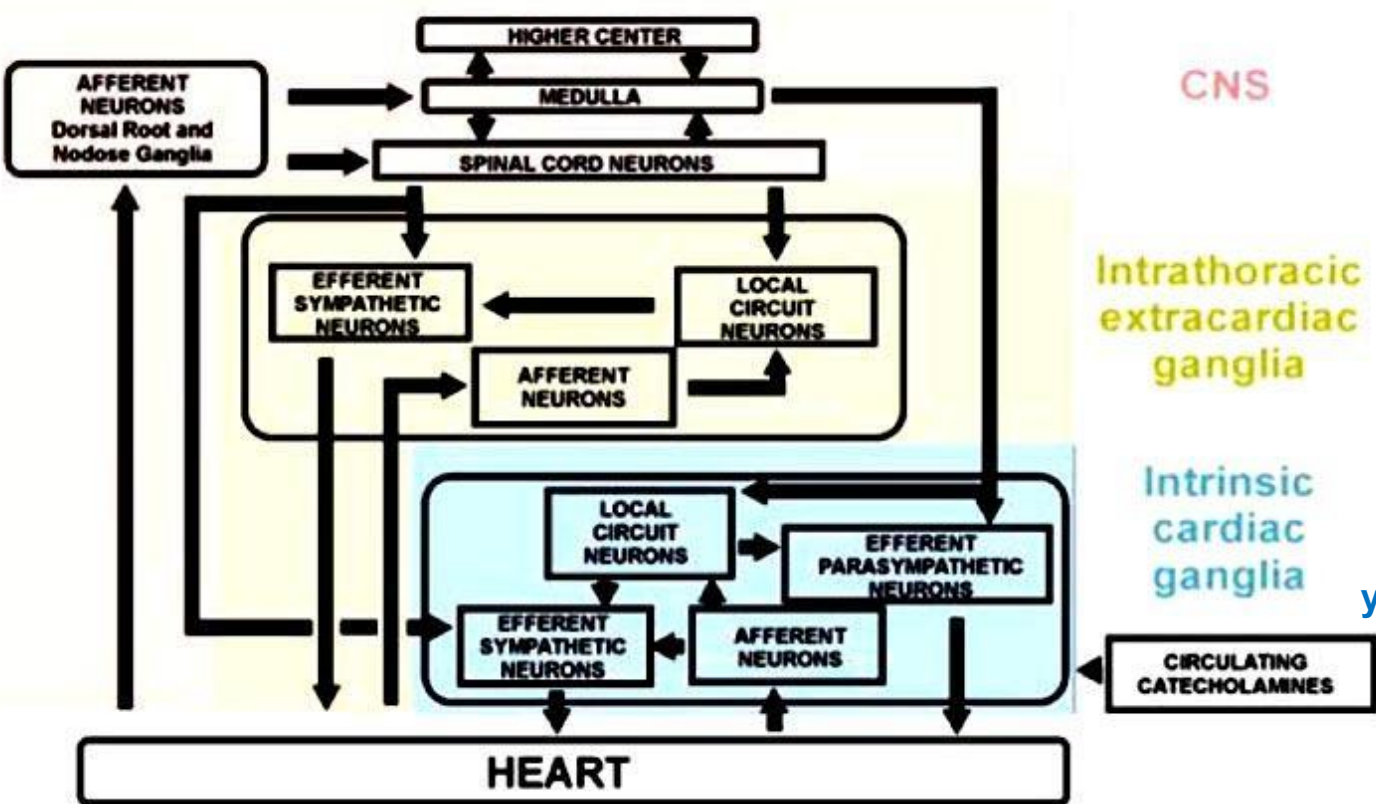 HIGHER CENTER
AFFERENT
NEURONS
Dorsal Root and
Nodose Ganglia
MEDULLA
SPINAL CORD NEURONS
CNS
EFFERENT
SYMPATHETIC
NEURONS
LOCAL
CIRCUIT
NEURONS
AFFERENT
NEURONS
Intrathoracic
extracardiac
ganglia
LOCAL
CIRCUIT
NEURONS
EFFERENT
PARASYMPATHETIC
NEURONS
EFFERENT
SYMPATHETIC
NEURONS
AFFERENT
NEURONS
Intrinsic
cardiac
ganglia
y
CIRCULATING
CATECHOLAMINES
HEART